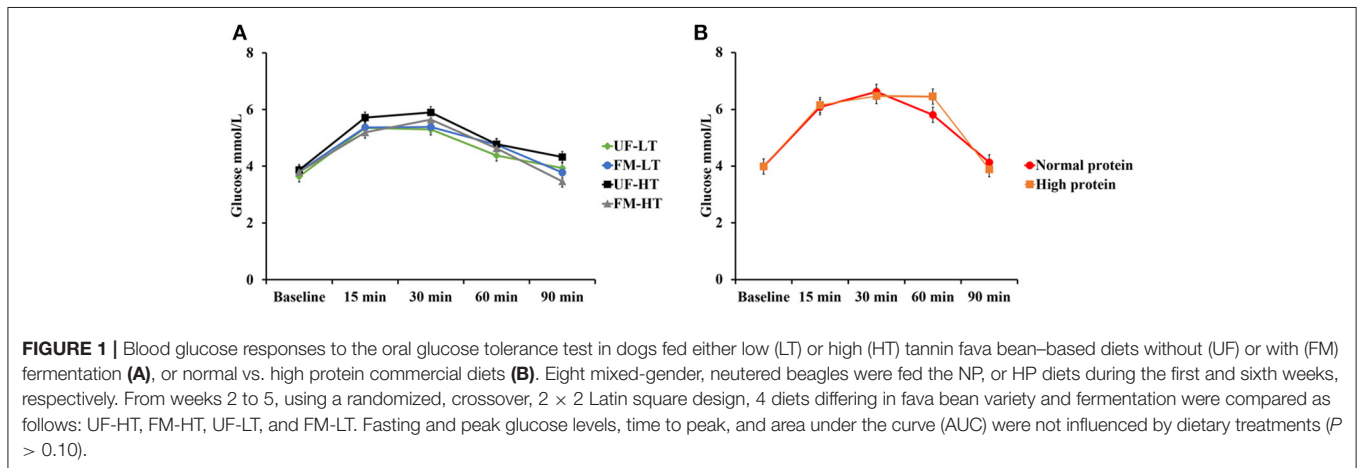 A
8
6
4
2
0
Glucose mmol/L
Baseline 15 min 30 min 60 min 90 min
UF-LT
FM-LT
UF-HT
FM-HT
B
8
6
4
2
0
Glucose mmol/L
Baseline 15 min 30 min 60 min 90 min
Normal protein
High protein
FIGURE 1 | Blood glucose responses to the oral glucose tolerance test in dogs fed either low (LT) or high (HT) tannin fava bean–based diets without (UF) or with (FM)
fermentation (A), or normal vs. high protein commercial diets (B). Eight mixed-gender, neutered beagles were fed the NP, or HP diets during the first and sixth weeks,
respectively. From weeks 2 to 5, using a randomized, crossover, 2 × 2 Latin square design, 4 diets differing in fava bean variety and fermentation were compared as
follows: UF-HT, FM-HT, UF-LT, and FM-LT. Fasting and peak glucose levels, time to peak, and area under the curve (AUC) were not influenced by dietary treatments (P
> 0.10).